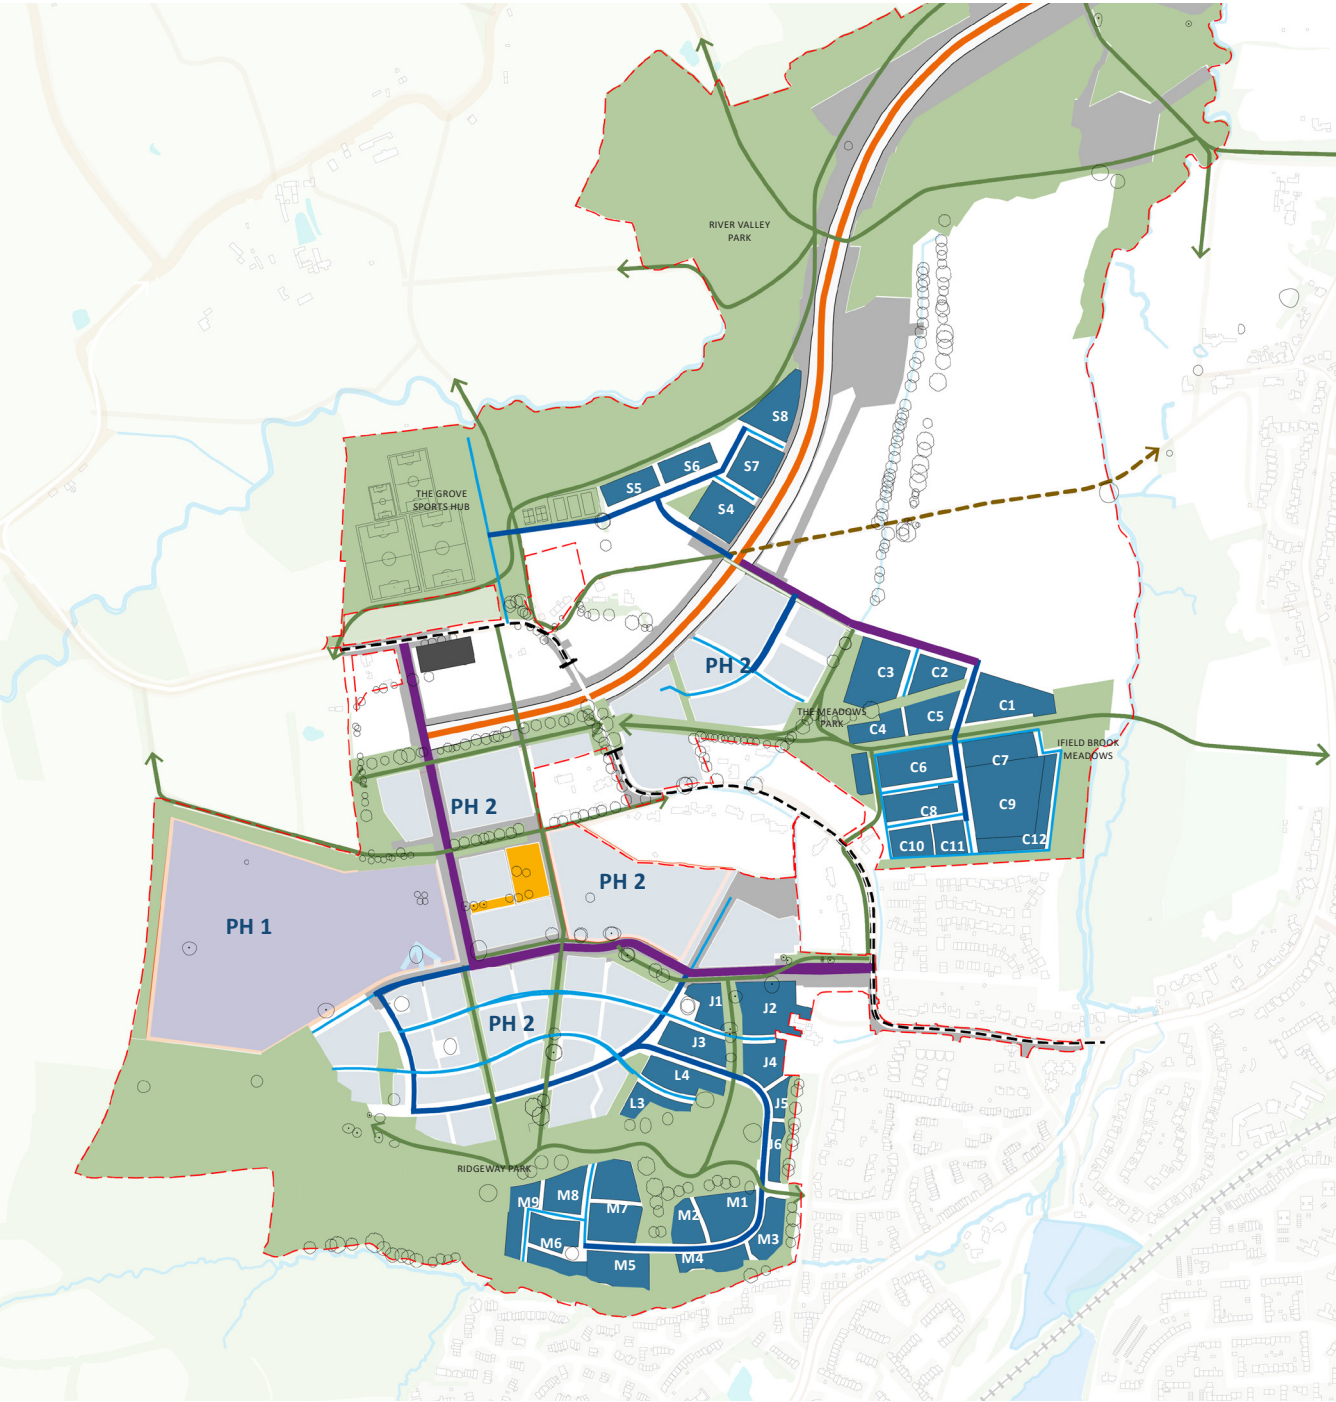 RIVER VALLEY
PARK
S8
S6
S7
S5
S4
THE GROVE
SPORTS HUB
PH 2
C3
C2
C1
C5
C4
THE MEADOWS
PARK
IFIELD BROOK
MEADOWS
C6
C7
C8
C9
C10
C11
C12
PH 2
PH 2
PH 1
PH 2
J1
J2
J3
J4
L4
L3
J5
J6
RIDGEWAY PARK
M9
M8
M7
M2
M1
M6
M3
M5
M4